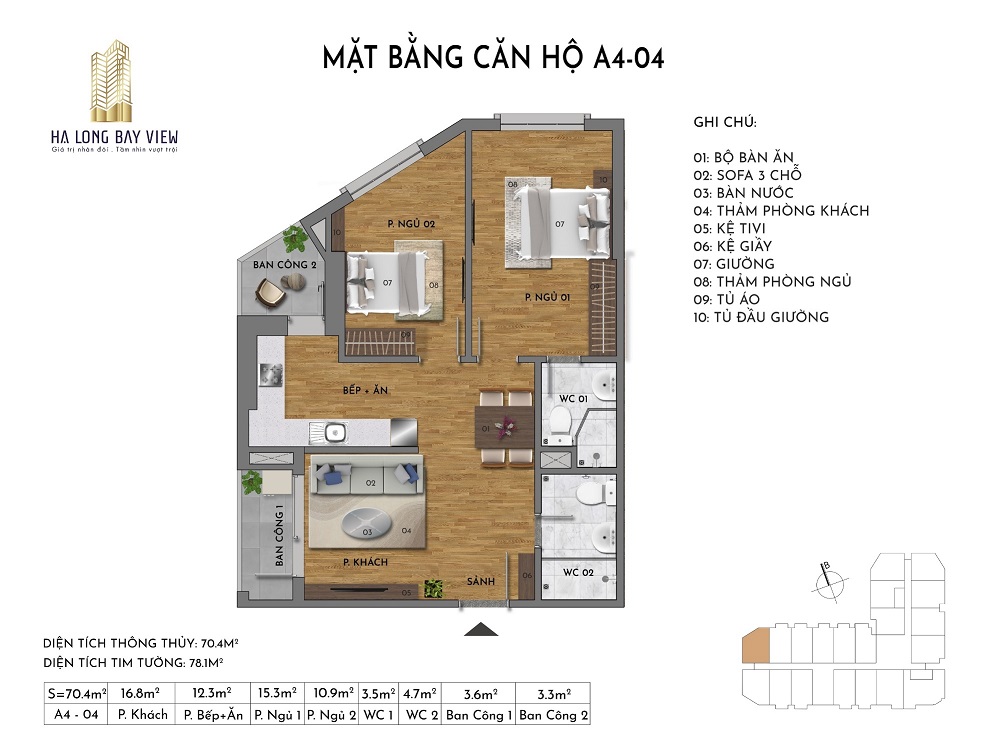 MẶT BẰNG CĂN HỘ A4-04
HẠ LONG BAY VIEW
Giá trị nhân đôi . Tầm nhìn vượt trội
GHI CHÚ:
01: BỘ BÀN ĂN
02: SOFA 3 CHỖ
03: BÀN NƯỚC
04: THẢM PHÒNG KHÁCH
05: KỆ TIVI
06: KỆ GIẦY
07: GIƯỜNG
08: THẢM PHÒNG NGỦ
09: TỦ ÁO
10: TỦ ĐẦU GIƯỜNG
08
10
07
P. NGỦ 02
10
BAN CÔNG 2
07
08
P. NGỦ 01
09
09
BẾP + ĂN
WC 01
01
02
BAN CÔNG 1
03
04
P. KHÁCH
SẢNH
06
WC 02
05
B
DIỆN TÍCH THÔNG THỦY: 70.4M²
DIỆN TÍCH TIM TƯỜNG: 78.1M²
S=70.4m² 16.8m² 12.3m² 15.3m² 10.9m² 3.5m² 4.7m² 3.6m² 3.3m²
A4 - 04 P. Khách P. Bếp+Ăn P. Ngủ 1 P. Ngủ 2 WC 1 WC 2 Ban Công 1 Ban Công 2